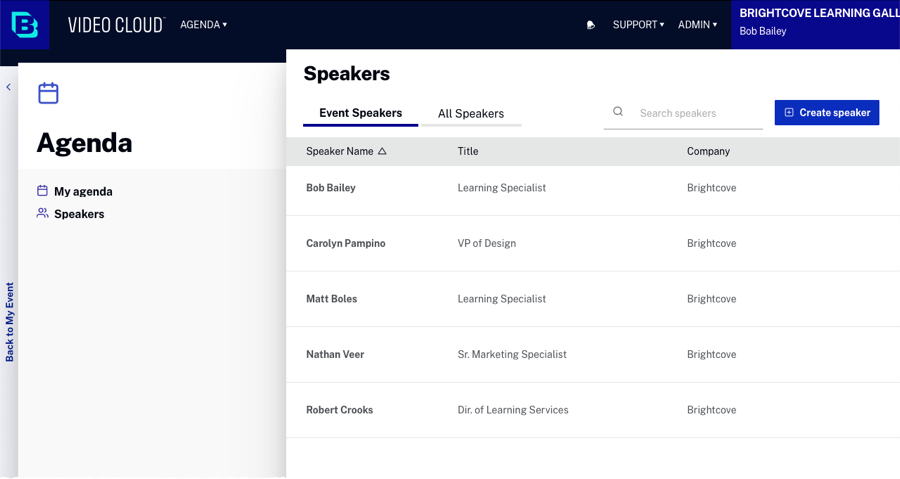 VIDEO CLOUD
AGENDA
SUPPORT
ADMIN
BRIGHTCOVE LEARNING GALL
Bob Bailey
Back to My Event
Agenda
My agenda
Speakers
Speakers
Event Speakers
All Speakers
Search speakers
Create speaker
Speaker Name Title Company
Bob Bailey Learning Specialist Brightcove
Carolyn Pampino VP of Design Brightcove
Matt Boles Learning Specialist Brightcove
Nathan Veer Sr. Marketing Specialist Brightcove
Robert Crooks Dir. of Learning Services Brightcove